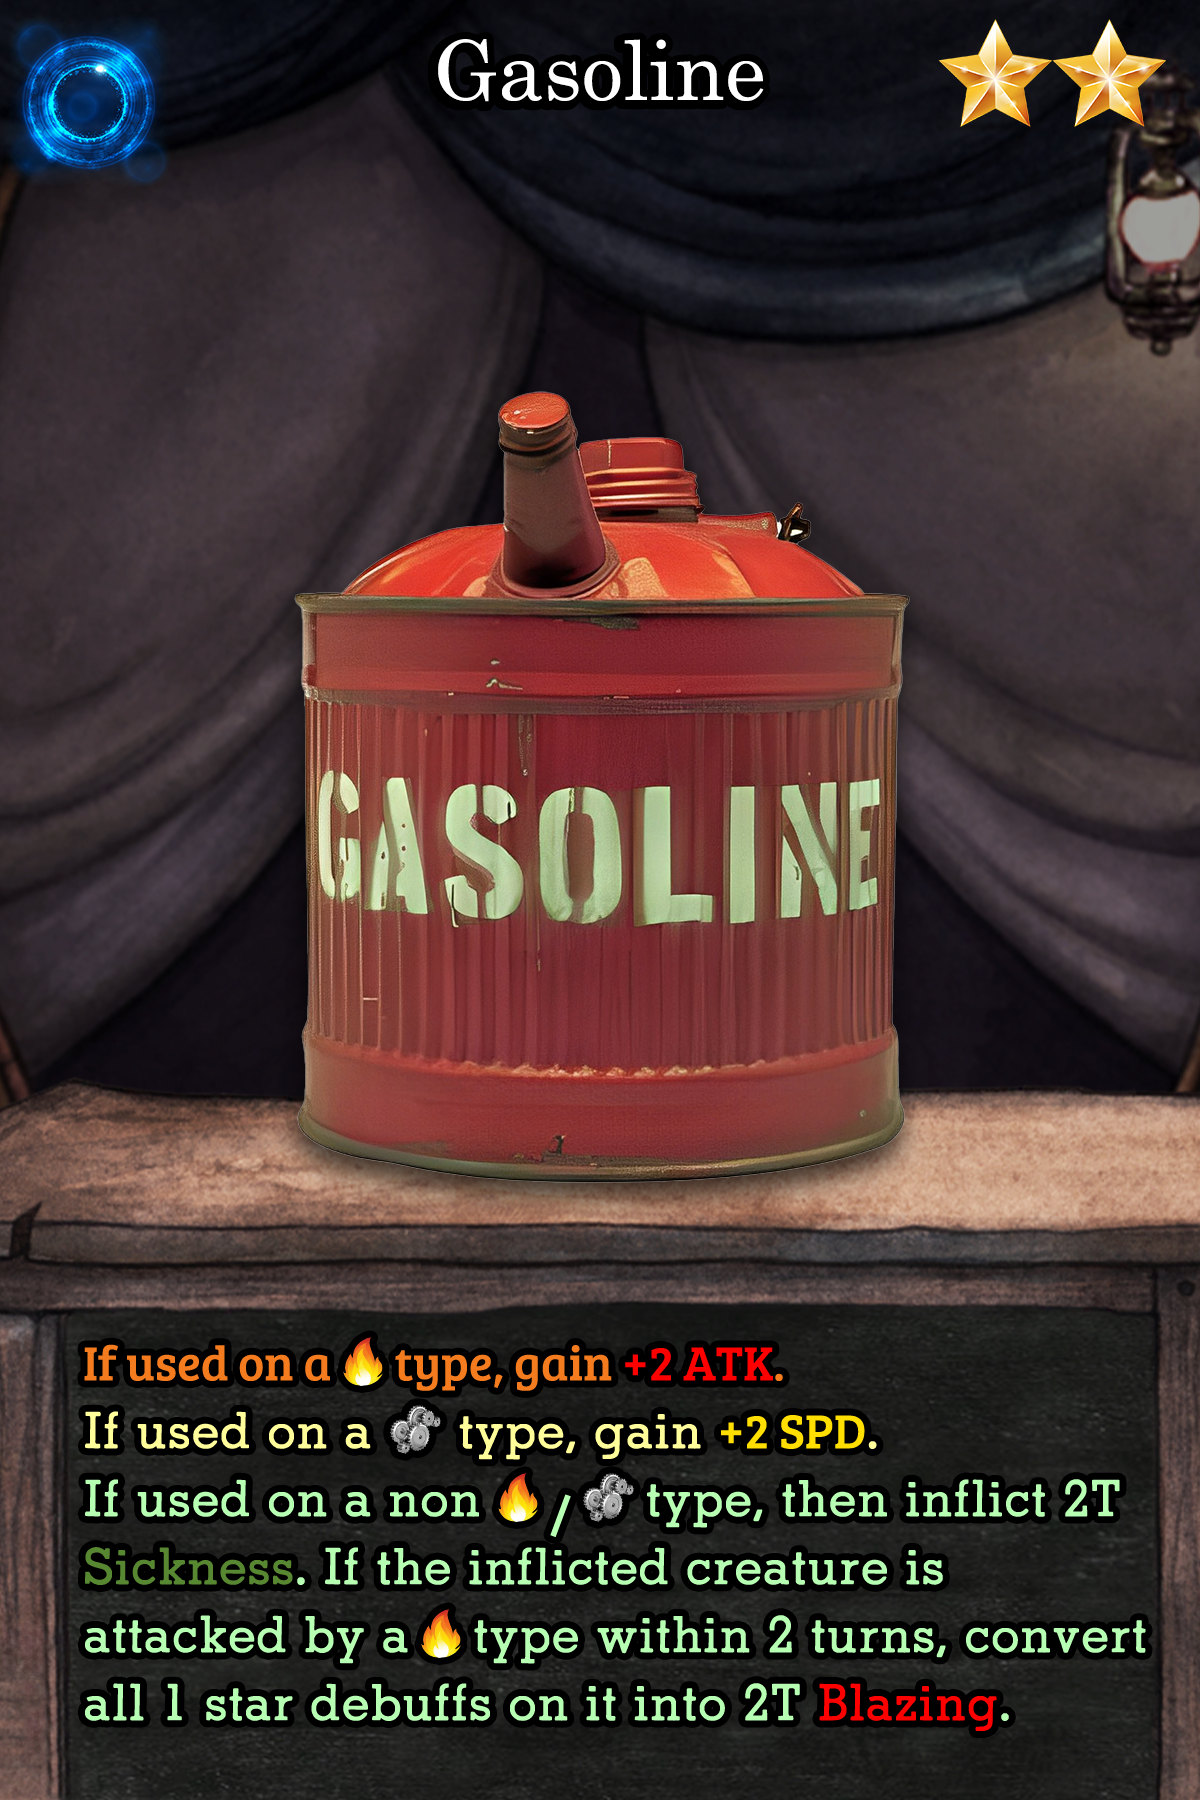 Gasoline
GASOLINE
If used on a 🔥 type, gain +2 ATK.
If used on a ⚙ type, gain +2 SPD.
If used on a non 🔥/⚙ type, then inflict 2T
Sickness. If the inflicted creature is
attacked by a 🔥 type within 2 turns, convert
all 1 star debuffs on it into 2T Blazing.